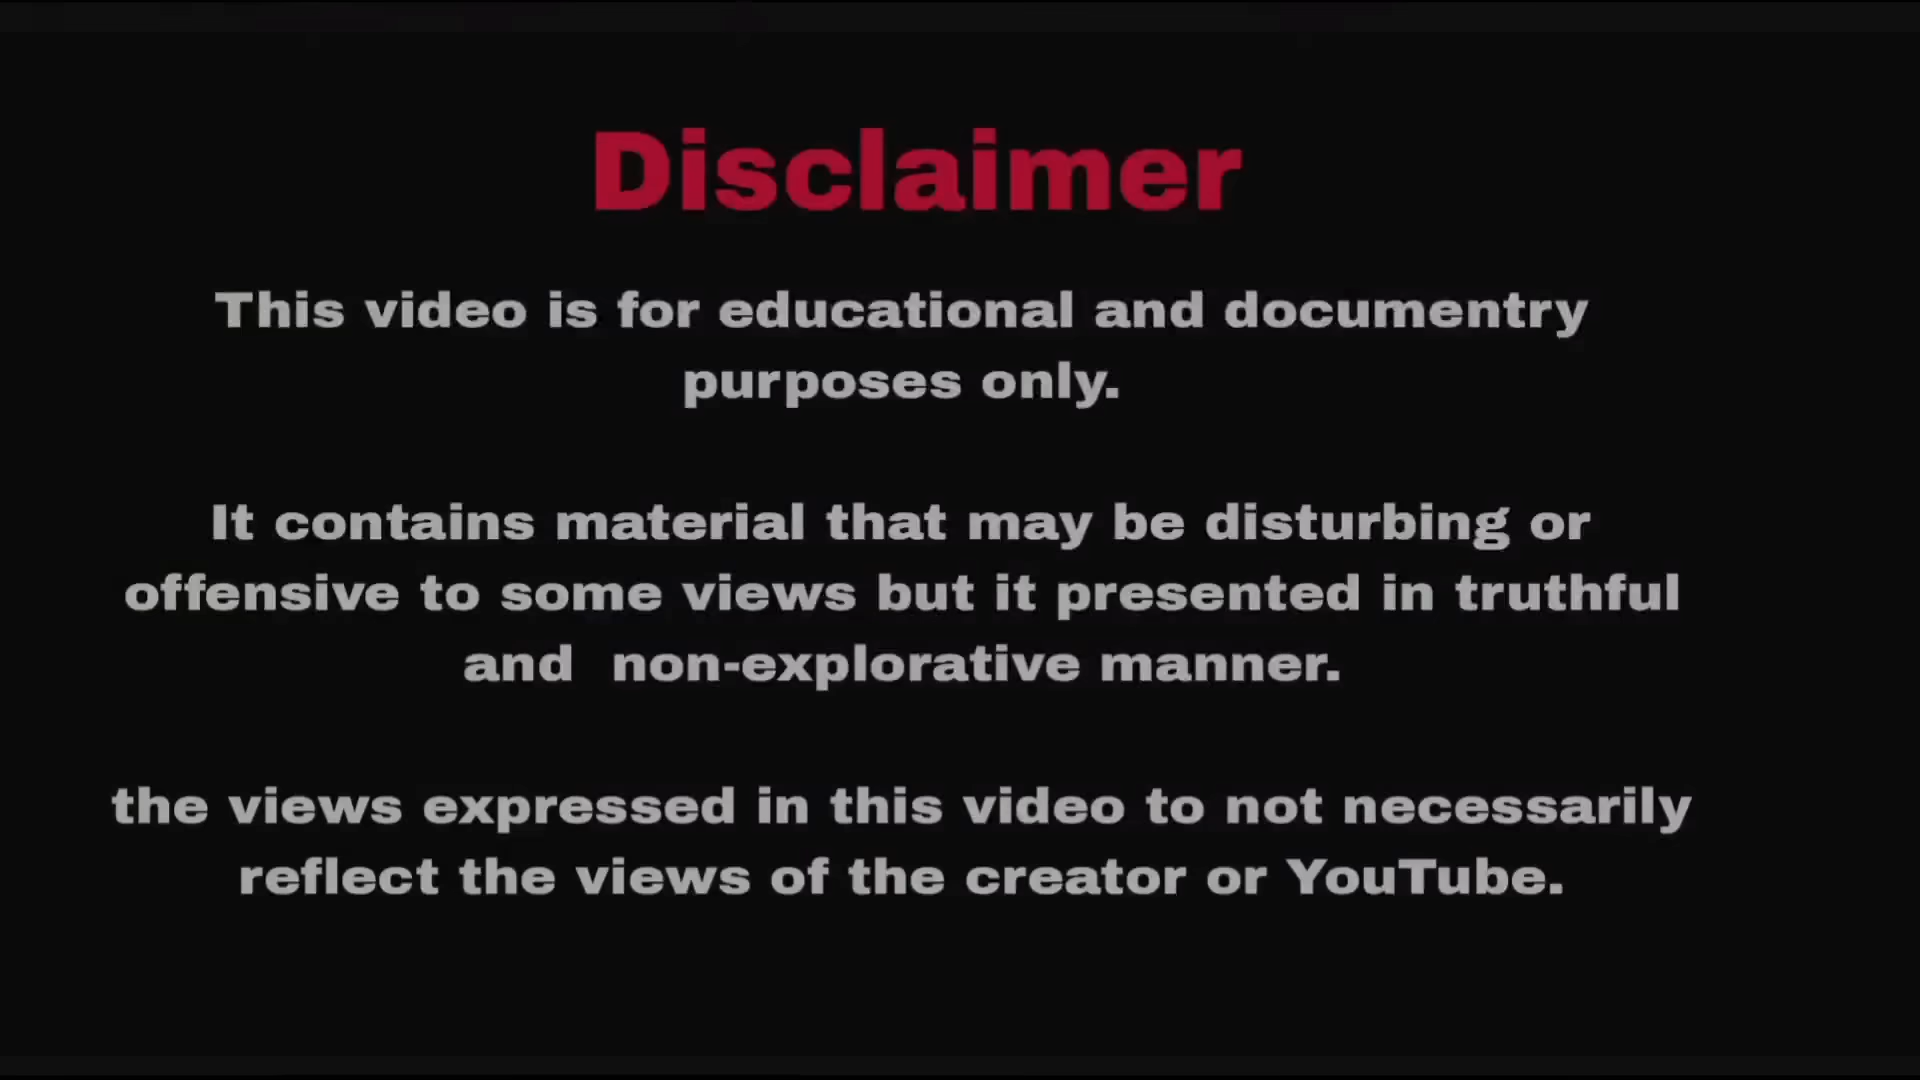 Disclaimer
This video is for educational and documentry
purposes only.
It contains material that may be disturbing or
offensive to some views but it presented in truthful
and  non-explorative manner.
the views expressed in this video to not necessarily
reflect the views of the creator or YouTube.